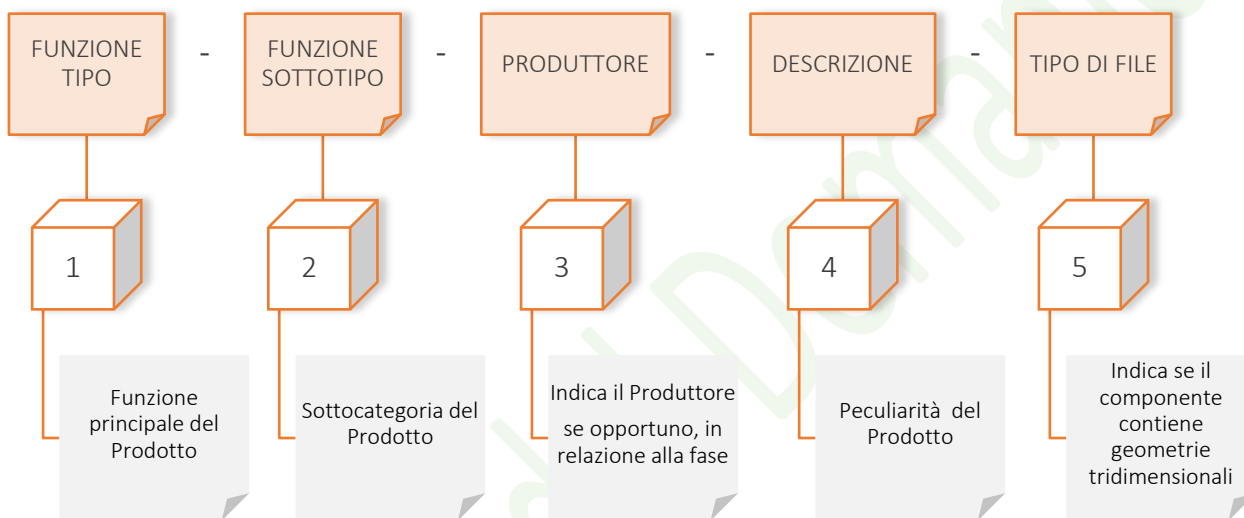 FUNZIONE
TIPO
-
FUNZIONE
SOTTOTIPO
-
PRODUTTORE
-
DESCRIZIONE
-
TIPO DI FILE
1
2
3
4
5
Funzione
principale del
Prodotto
Sottocategoria del
Prodotto
Indica il Produttore
se opportuno, in
relazione alla fase
Peculiarità del
Prodotto
Indica se il
componente
contiene
geometrie
tridimensionali